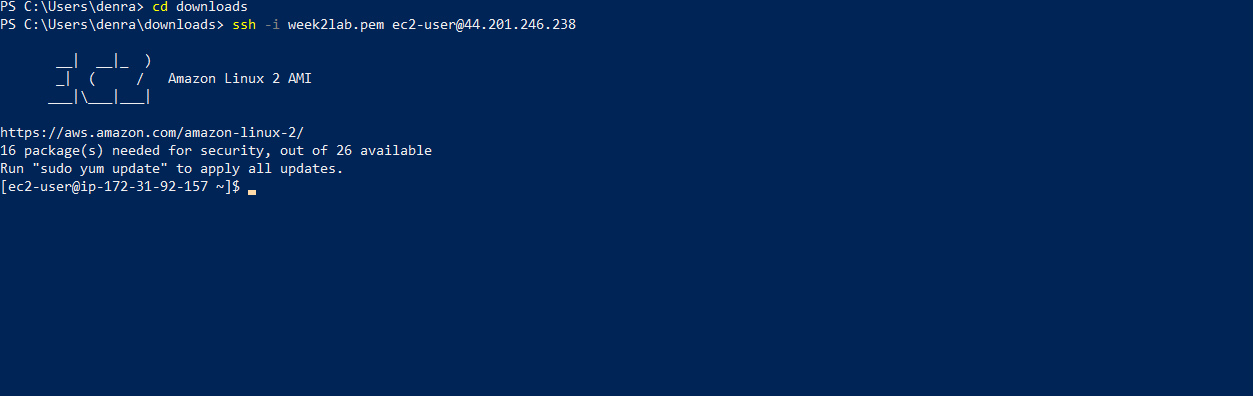 PS C:\Users\denra> cd downloads
PS C:\Users\denra\downloads> ssh -i week2lab.pem ec2-user@44.201.246.238
       __|  __|_  )
       _|  (     /   Amazon Linux 2 AMI
      ___|\___|___|
https://aws.amazon.com/amazon-linux-2/
16 package(s) needed for security, out of 26 available
Run "sudo yum update" to apply all updates.
[ec2-user@ip-172-31-92-157 ~]$